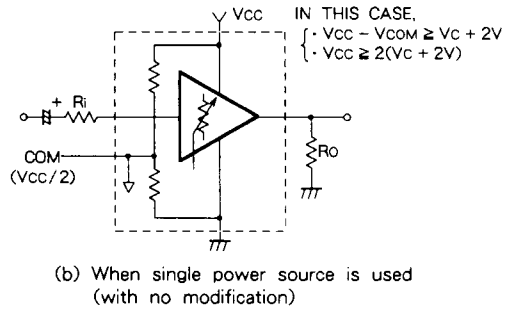 VCC
IN THIS CASE,
· VCC − VCOM ≧ VC + 2V
· VCC ≧ 2(VC + 2V)
+
Ri
COM
(VCC/2)
Ro
(b) When single power source is used
(with no modification)